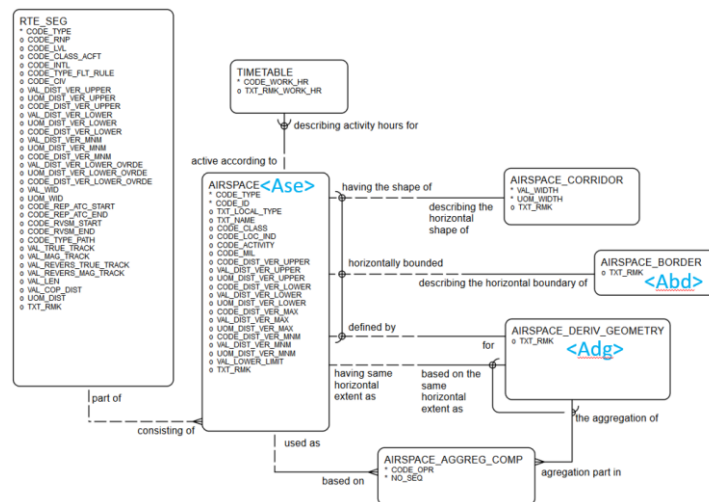 RTE_SEG
* CODE_TYPE
o CODE_RNP
o CODE_LVL
o CODE_CLASS_ACFT
o CODE_INTL
o CODE_TYPE_FLT_RULE
o CODE_CIV
o VAL_DIST_VER_UPPER
o UOM_DIST_VER_UPPER
o CODE_DIST_VER_UPPER
o VAL_DIST_VER_LOWER
o UOM_DIST_VER_LOWER
o CODE_DIST_VER_LOWER
o VAL_DIST_VER_MNM
o UOM_DIST_VER_MNM
o CODE_DIST_VER_MNM
o VAL_DIST_VER_LOWER_OVRDE
o UOM_DIST_VER_LOWER_OVRDE
o CODE_DIST_VER_LOWER_OVRDE
o VAL_WID
o UOM_WID
o CODE_REP_ATC_START
o CODE_REP_ATC_END
o CODE_RVSM_START
o CODE_RVSM_END
o CODE_TYPE_PATH
o VAL_TRUE_TRACK
o VAL_MAG_TRACK
o VAL_REVERS_TRUE_TRACK
o VAL_REVERS_MAG_TRACK
o VAL_LEN
o VAL_COP_DIST
o UOM_DIST
o TXT_RMK
part of
consisting of
TIMETABLE
* CODE_WORK_HR
o TXT_RMK_WORK_HR
describing activity hours for
active according to
AIRSPACE <Ase>
* CODE_TYPE
* CODE_ID
o TXT_LOCAL_TYPE
o TXT_NAME
o CODE_CLASS
o CODE_LOC_IND
o CODE_ACTIVITY
o CODE_MIL
o CODE_DIST_VER_UPPER
o VAL_DIST_VER_UPPER
o UOM_DIST_VER_UPPER
o CODE_DIST_VER_LOWER
o VAL_DIST_VER_LOWER
o UOM_DIST_VER_LOWER
o CODE_DIST_VER_MAX
o VAL_DIST_VER_MAX
o UOM_DIST_VER_MAX
o CODE_DIST_VER_MNM
o VAL_DIST_VER_MNM
o UOM_DIST_VER_MNM
o VAL_LOWER_LIMIT
o TXT_RMK
having the shape of
describing the
horizontal
shape of
AIRSPACE_CORRIDOR
* VAL_WIDTH
* UOM_WIDTH
o TXT_RMK
horizontally bounded
describing the horizontal boundary of
AIRSPACE_BORDER
o TXT_RMK
<Abd>
defined by
for
AIRSPACE_DERIV_GEOMETRY
o TXT_RMK
<Adg>
having same
horizontal
extent as
based on the
same
horizontal
extent as
the aggregation of
used as
based on
AIRSPACE_AGGREG_COMP
* CODE_OPR
* NO_SEQ
agregation part in